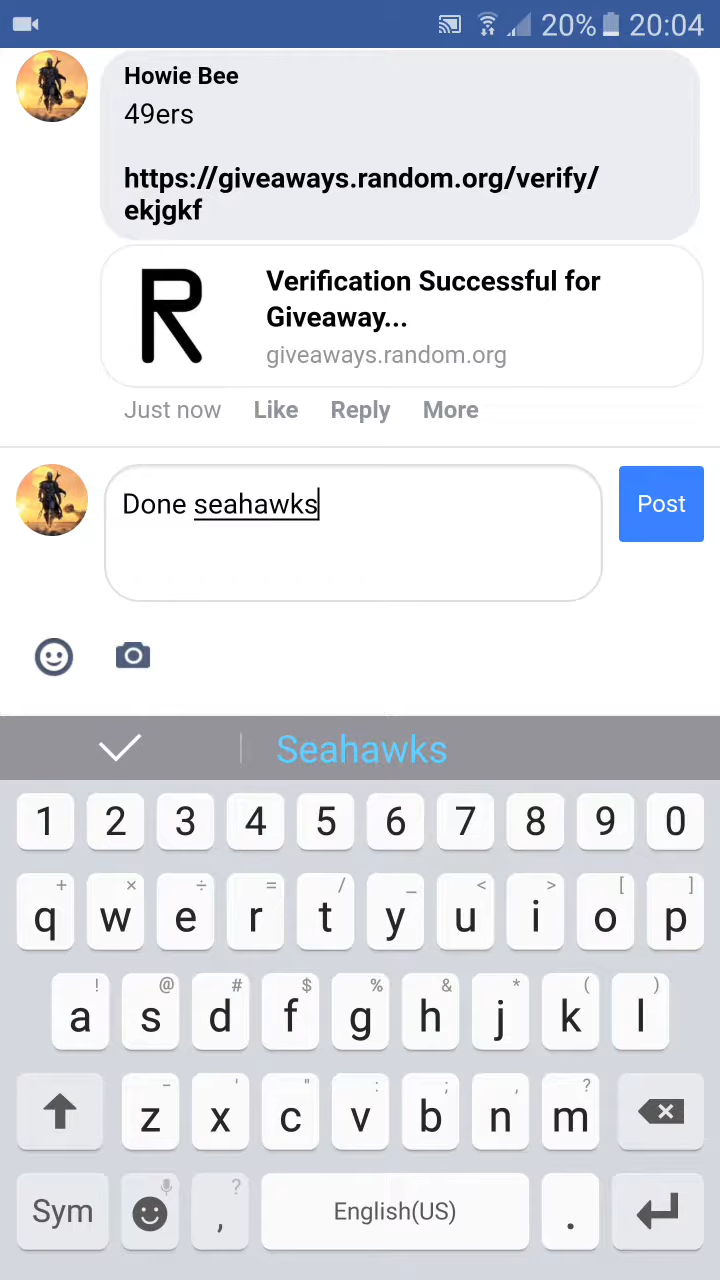 20% 20:04
Howie Bee
49ers
https://giveaways.random.org/verify/
ekjgkf
R
Verification Successful for
Giveaway...
giveaways.random.org
Just now Like Reply More
Done seahawks
Post
Seahawks
1 2 3 4 5 6 7 8 9 0
+ × ÷ = / _ < > [ ]
q w e r t y u i o p
! @ # $ % & * ( )
a s d f g h j k l
- ' " : ; , ?
z x c v b n m
?
Sym , English(US) .